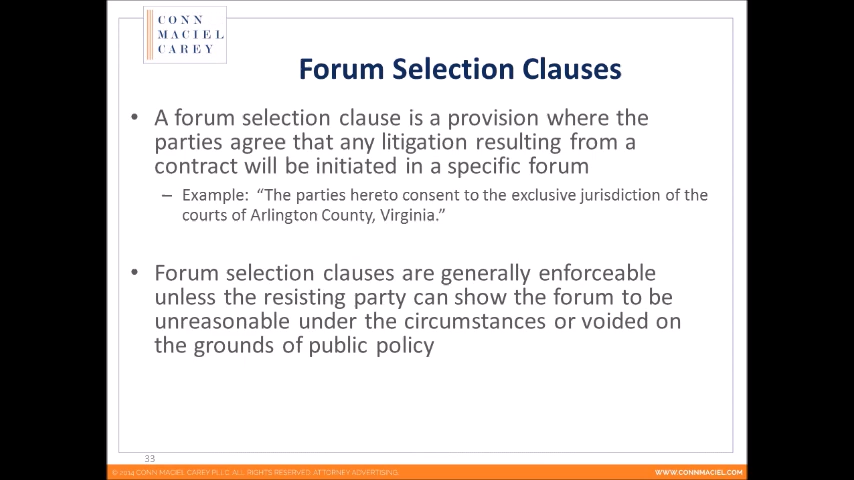 CONN
MACIEL
CAREY
Forum Selection Clauses
• A forum selection clause is a provision where the
parties agree that any litigation resulting from a
contract will be initiated in a specific forum
– Example: “The parties hereto consent to the exclusive jurisdiction of the
courts of Arlington County, Virginia.”
• Forum selection clauses are generally enforceable
unless the resisting party can show the forum to be
unreasonable under the circumstances or voided on
the grounds of public policy
33
© 2014 CONN MACIEL CAREY PLLC ALL RIGHTS RESERVED ATTORNEY ADVERTISING
WWW.CONNMACIEL.COM